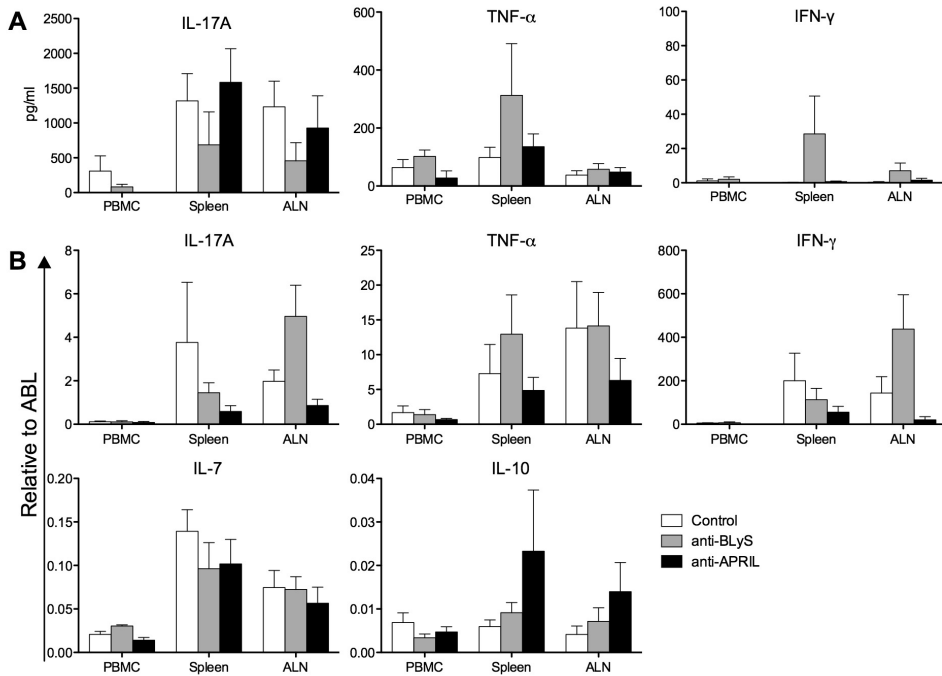 A
IL-17A
pg/ml
2500
2000
1500
1000
500
0
PBMC Spleen ALN
TNF-α
600
400
200
0
PBMC Spleen ALN
IFN-γ
100
80
60
40
20
0
PBMC Spleen ALN
B
Relative to ABL
IL-17A
8
6
4
2
0
PBMC Spleen ALN
TNF-α
25
20
15
10
5
0
PBMC Spleen ALN
IFN-γ
800
600
400
200
0
PBMC Spleen ALN
IL-7
0.20
0.15
0.10
0.05
0.00
PBMC Spleen ALN
IL-10
0.04
0.03
0.01
0.01
0.00
PBMC Spleen ALN
Control
anti-BLyS
anti-APRIL